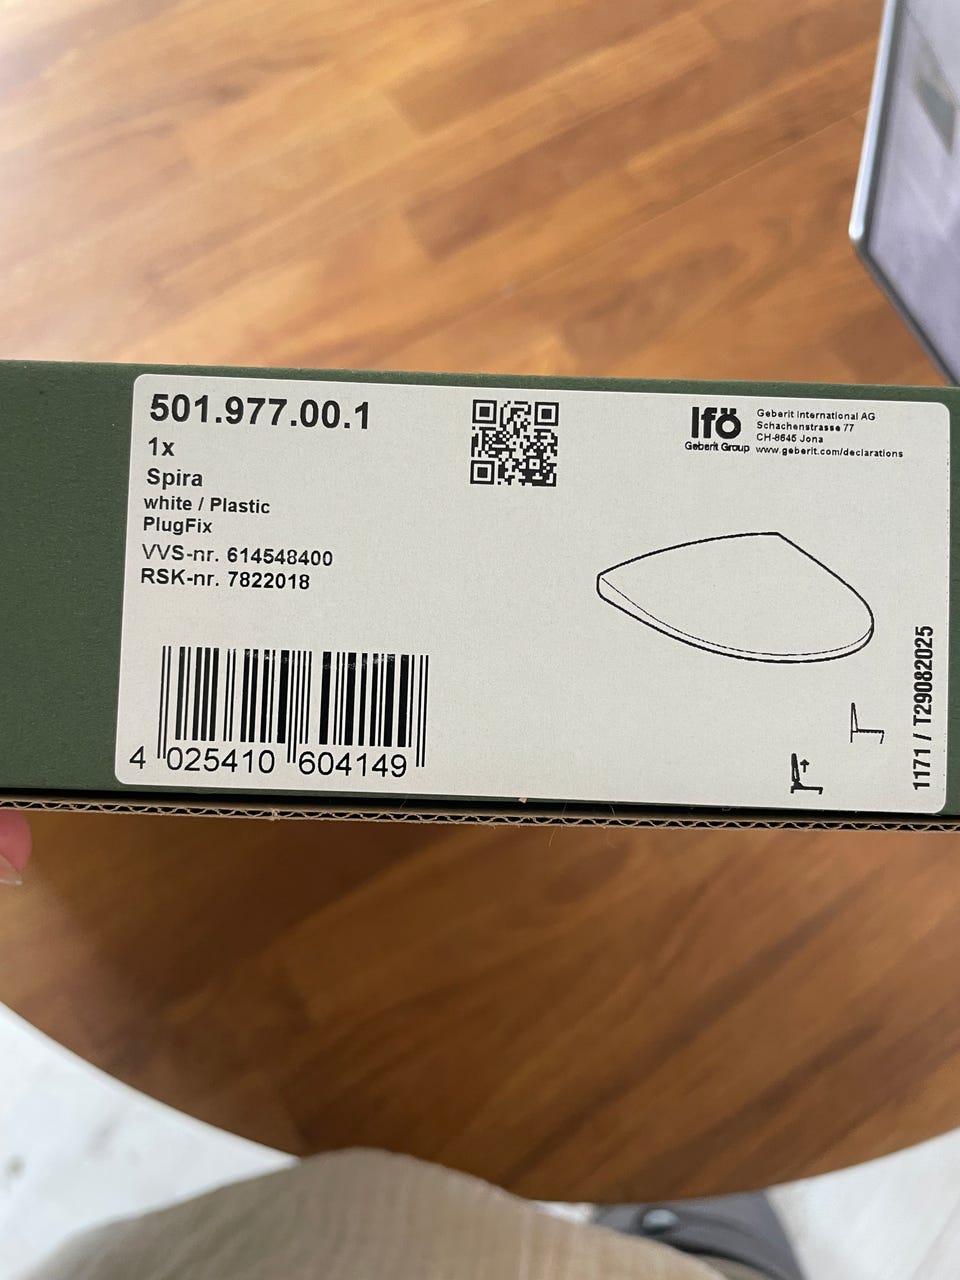 501.977.00.1
1x
Spira
white / Plastic
PlugFix
VVS-nr. 614548400
RSK-nr. 7822018
4 025410 604149
Ifö
Geberit Group
Geberit International AG
Schachenstrasse 77
CH-8645 Jona
www.geberit.com/declarations
1171 / T29082025